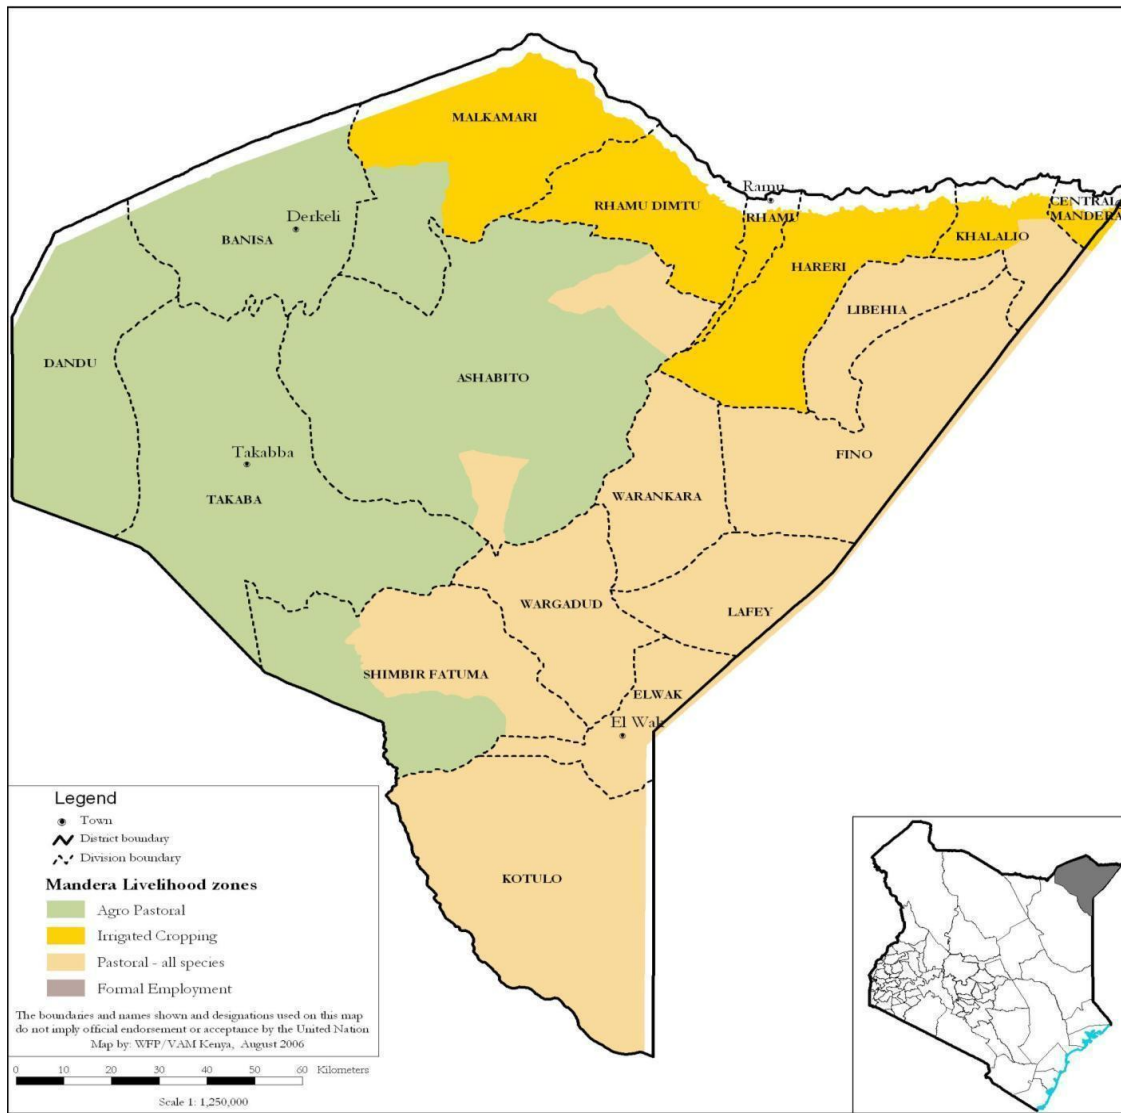 MALKAMARI
Ramu
RHAMU DIMTU
RHAMU
CENTRAL
MANDERA
Derkeli
BANISA
KHALALIO
HARERI
LIBEHIA
DANDU
ASHABITO
Takabba
FINO
TAKABA
WARANKARA
WARGADUD
LAFEY
SHIMBIR FATUMA
ELWAK
El Wak
KOTULO
Legend
Town
District boundary
Division boundary
Mandera Livelihood zones
Agro Pastoral
Irrigated Cropping
Pastoral - all species
Formal Employment
The boundaries and names shown and designations used on this map
do not imply official endorsement or acceptance by the United Nation
Map by: WFP/VAM Kenya, August 2006
0 10 20 40 60 Kilometers
Scale 1: 1,250,000